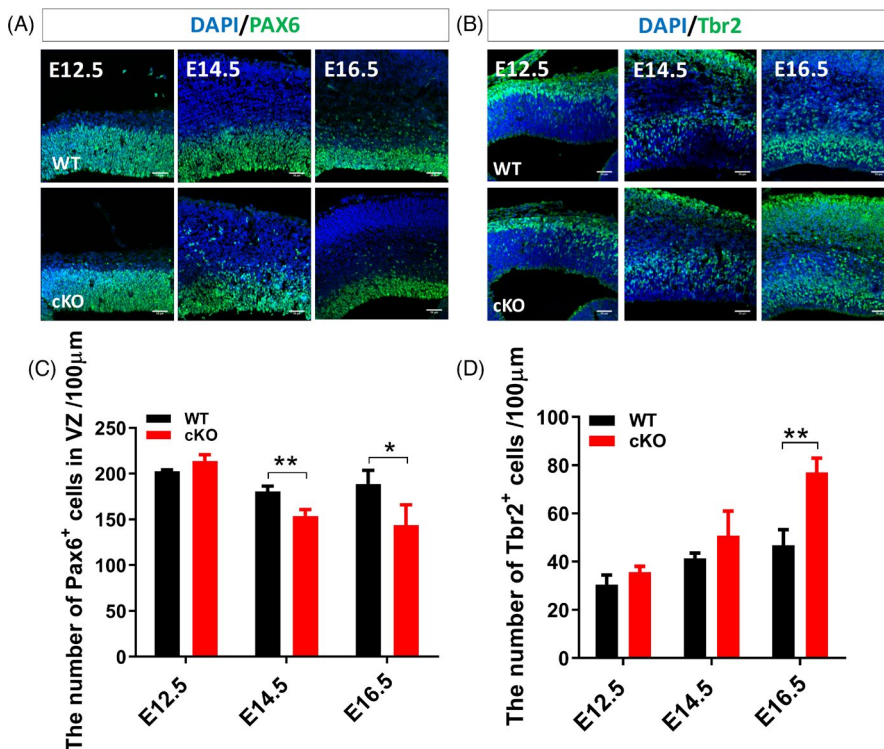 (A)
DAPI/PAX6
E12.5
E14.5
E16.5
WT
cKO
(B)
DAPI/Tbr2
E12.5
E14.5
E16.5
WT
cKO
(C)
The number of Pax6⁺ cells in VZ /100μm
WT
cKO
250
200
150
100
50
0
**
*
E12.5
E14.5
E16.5
(D)
The number of Tbr2⁺ cells /100μm
WT
cKO
100
80
60
40
20
0
**
E12.5
E14.5
E16.5